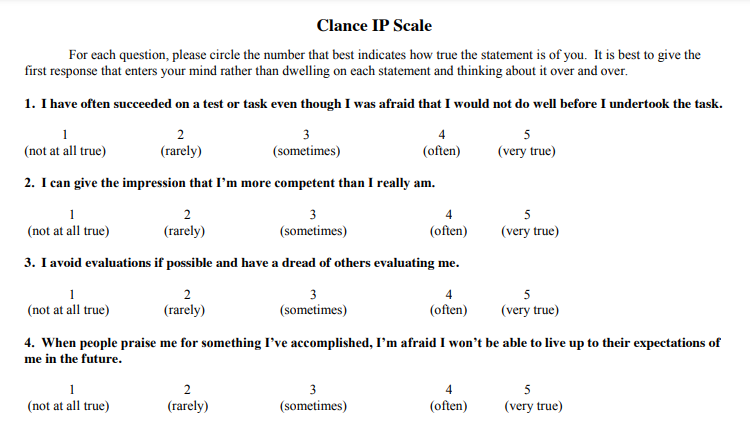 Clance IP Scale
For each question, please circle the number that best indicates how true the statement is of you. It is best to give the
first response that enters your mind rather than dwelling on each statement and thinking about it over and over.
1. I have often succeeded on a test or task even though I was afraid that I would not do well before I undertook the task.
1 2 3 4 5
(not at all true) (rarely) (sometimes) (often) (very true)
2. I can give the impression that I’m more competent than I really am.
1 2 3 4 5
(not at all true) (rarely) (sometimes) (often) (very true)
3. I avoid evaluations if possible and have a dread of others evaluating me.
1 2 3 4 5
(not at all true) (rarely) (sometimes) (often) (very true)
4. When people praise me for something I’ve accomplished, I’m afraid I won’t be able to live up to their expectations of
me in the future.
1 2 3 4 5
(not at all true) (rarely) (sometimes) (often) (very true)